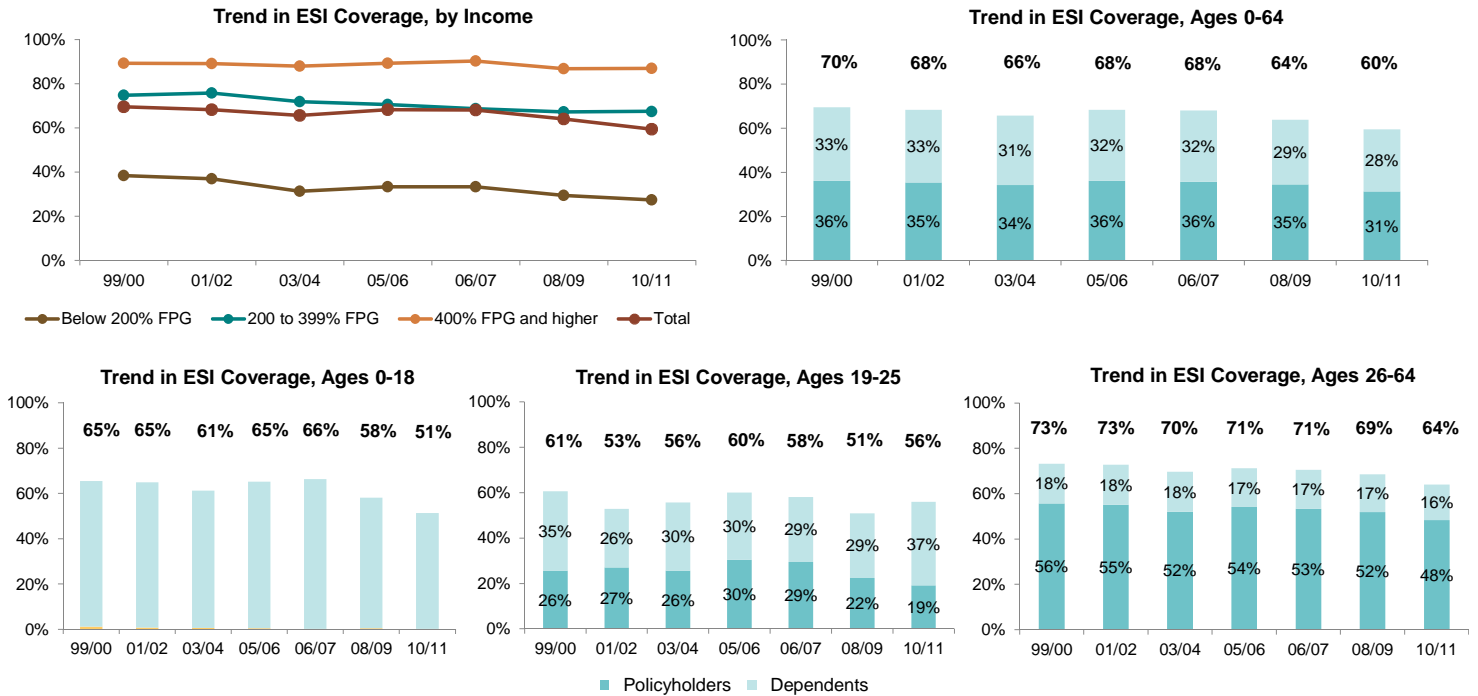 Trend in ESI Coverage, by Income
100%
80%
60%
40%
20%
0%
99/00 01/02 03/04 05/06 06/07 08/09 10/11
Below 200% FPG 200 to 399% FPG 400% FPG and higher Total
Trend in ESI Coverage, Ages 0-64
100%
80%
60%
40%
20%
0%
70% 68% 66% 68% 68% 64% 60%
33% 33% 31% 32% 32% 29% 28%
36% 35% 34% 36% 36% 35% 31%
99/00 01/02 03/04 05/06 06/07 08/09 10/11
Trend in ESI Coverage, Ages 0-18
100%
80%
60%
40%
20%
0%
65% 65% 61% 65% 66% 58% 51%
99/00 01/02 03/04 05/06 06/07 08/09 10/11
Trend in ESI Coverage, Ages 19-25
100%
80%
60%
40%
20%
0%
61% 53% 56% 60% 58% 51% 56%
35% 26% 30% 30% 29% 29% 37%
26% 27% 26% 30% 29% 22% 19%
99/00 01/02 03/04 05/06 06/07 08/09 10/11
Trend in ESI Coverage, Ages 26-64
100%
80%
60%
40%
20%
0%
73% 73% 70% 71% 71% 69% 64%
18% 18% 18% 17% 17% 17% 16%
56% 55% 52% 54% 53% 52% 48%
99/00 01/02 03/04 05/06 06/07 08/09 10/11
Policyholders Dependents